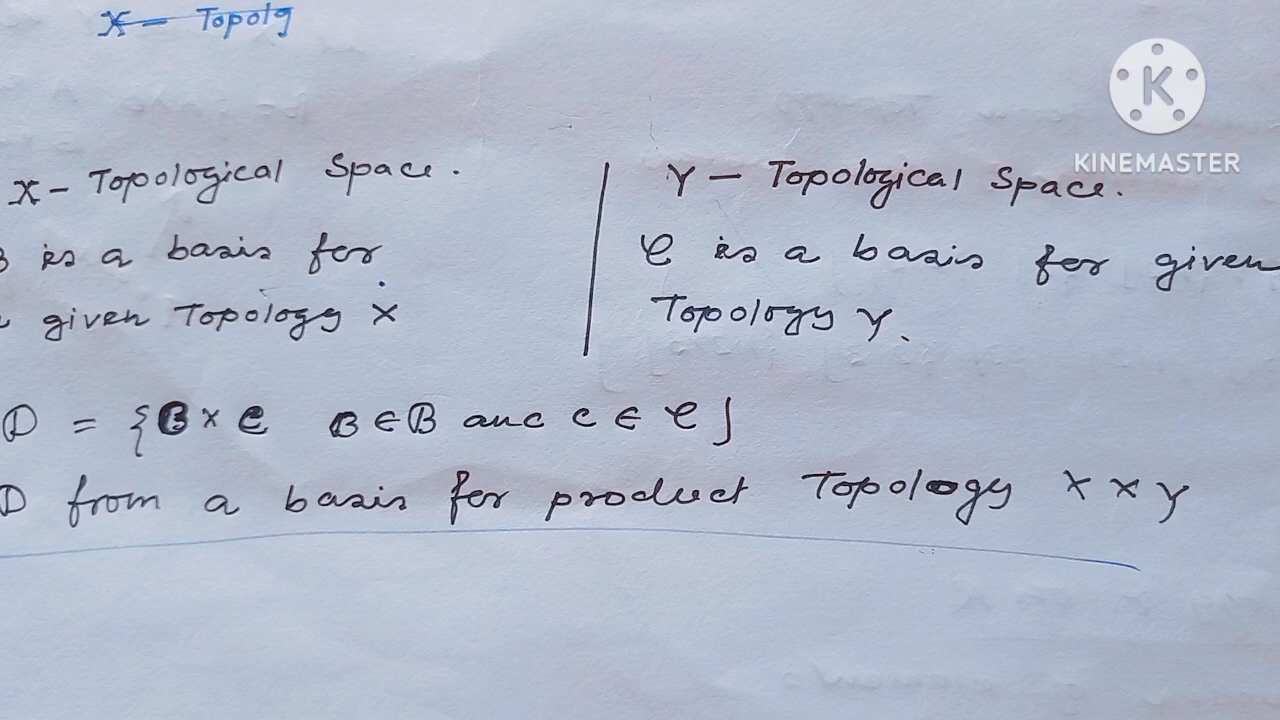 X - Topolg
X - Topological Space.
B is a basis for
given Topology X
Y - Topological Space.
C is a basis for given
Topology Y.
D = {B × C B ∈ B anc C ∈ C}
D from a basis for product Topology X × Y
KINEMASTER